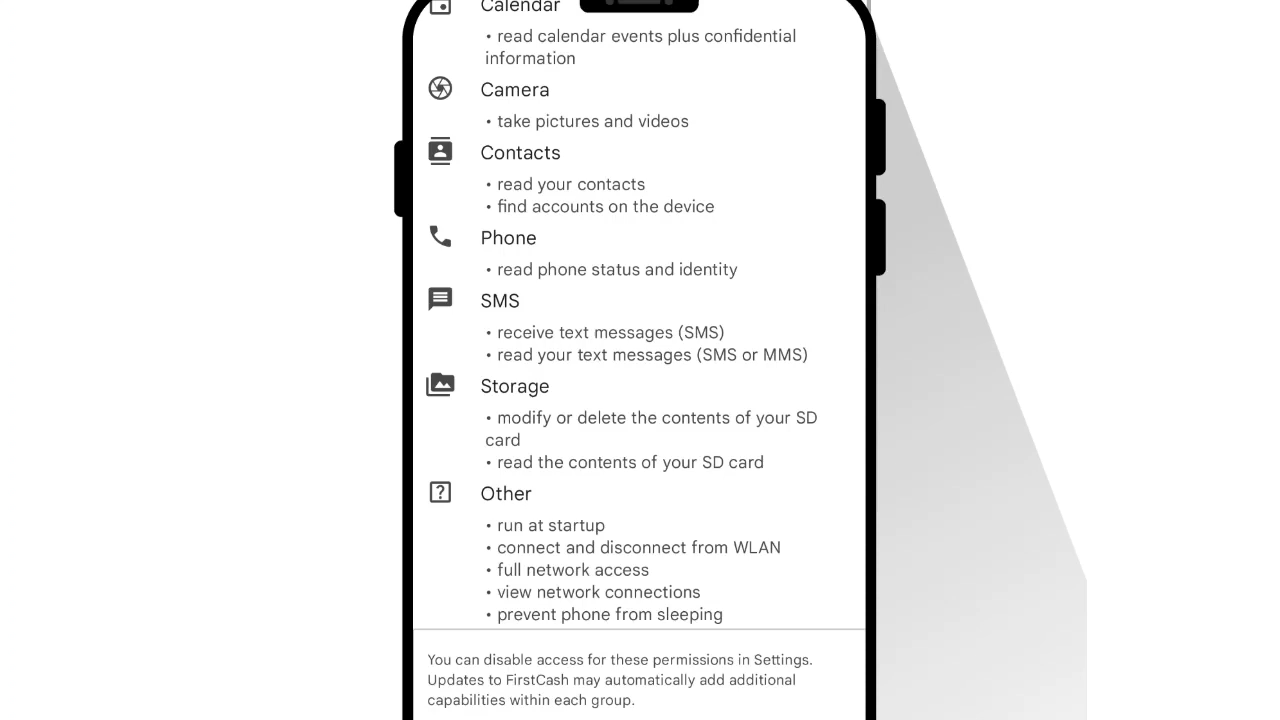 Calendar
• read calendar events plus confidential
information
Camera
• take pictures and videos
Contacts
• read your contacts
• find accounts on the device
Phone
• read phone status and identity
SMS
• receive text messages (SMS)
• read your text messages (SMS or MMS)
Storage
• modify or delete the contents of your SD
card
• read the contents of your SD card
Other
• run at startup
• connect and disconnect from WLAN
• full network access
• view network connections
• prevent phone from sleeping
You can disable access for these permissions in Settings.
Updates to FirstCash may automatically add additional
capabilities within each group.